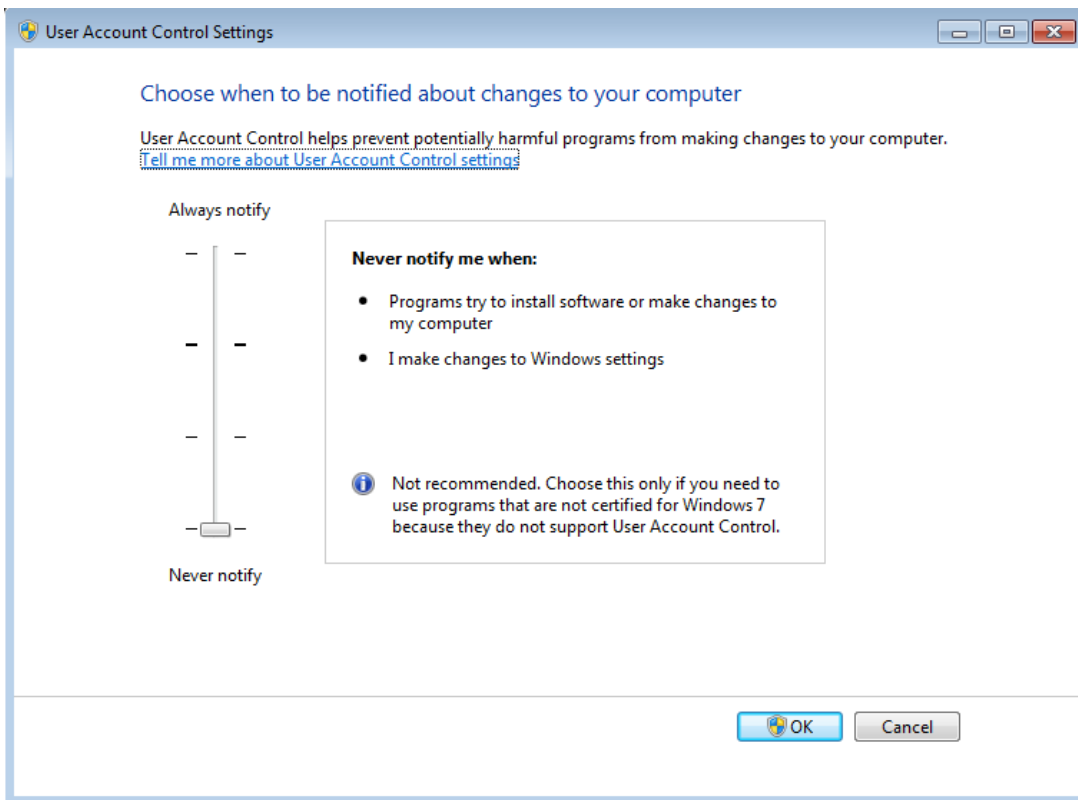 User Account Control Settings
Choose when to be notified about changes to your computer
User Account Control helps prevent potentially harmful programs from making changes to your computer.
Tell me more about User Account Control settings
Always notify
Never notify me when:
• Programs try to install software or make changes to
my computer
• I make changes to Windows settings
Not recommended. Choose this only if you need to
use programs that are not certified for Windows 7
because they do not support User Account Control.
Never notify
OK
Cancel